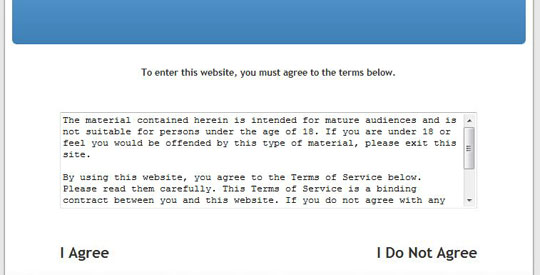 To enter this website, you must agree to the terms below.
The material contained herein is intended for mature audiences and is
not suitable for persons under the age of 18. If you are under 18 or
feel you would be offended by this type of material, please exit this
site.
By using this website, you agree to the Terms of Service below.
Please read them carefully. This Terms of Service is a binding
contract between you and this website. If you do not agree with any
I Agree
I Do Not Agree